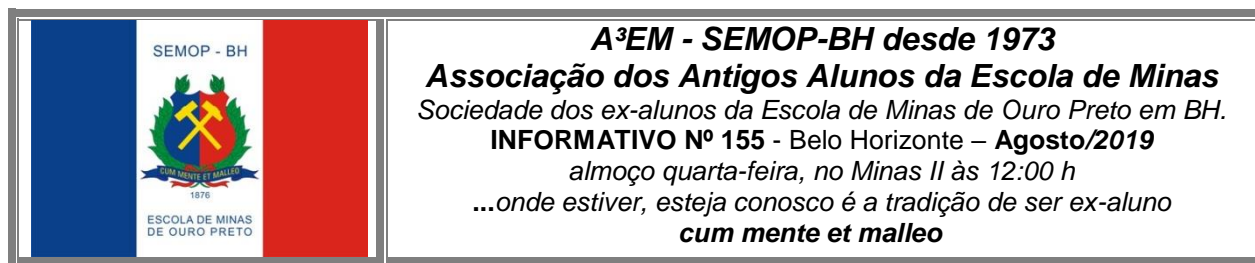 SEMOP - BH
CUM MENTE ET MALLEO
1876
ESCOLA DE MINAS
DE OURO PRETO
A³EM - SEMOP-BH desde 1973
Associação dos Antigos Alunos da Escola de Minas
Sociedade dos ex-alunos da Escola de Minas de Ouro Preto em BH.
INFORMATIVO Nº 155 - Belo Horizonte – Agosto/2019
almoço quarta-feira, no Minas II às 12:00 h
...onde estiver, esteja conosco é a tradição de ser ex-aluno
cum mente et malleo